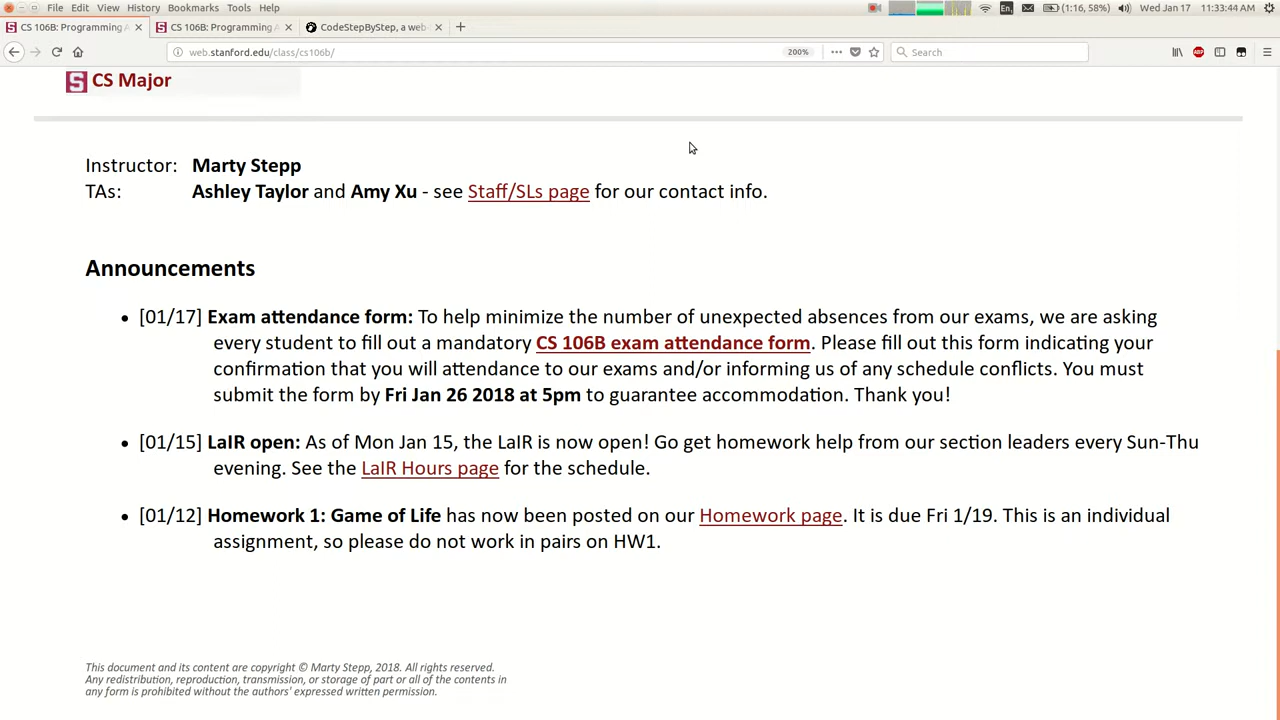 File Edit View History Bookmarks Tools Help
En
(1:16, 58%)
Wed Jan 17 11:33:44 AM
CS 106B: Programming A
CS 106B: Programming A
CodeStepByStep, a web-
web.stanford.edu/class/cs106b/
200%
Search
ABP
S CS Major
Instructor: Marty Stepp
TAs: Ashley Taylor and Amy Xu - see Staff/SLs page for our contact info.
Announcements
• [01/17] Exam attendance form: To help minimize the number of unexpected absences from our exams, we are asking
every student to fill out a mandatory CS 106B exam attendance form. Please fill out this form indicating your
confirmation that you will attendance to our exams and/or informing us of any schedule conflicts. You must
submit the form by Fri Jan 26 2018 at 5pm to guarantee accommodation. Thank you!
• [01/15] LaIR open: As of Mon Jan 15, the LaIR is now open! Go get homework help from our section leaders every Sun-Thu
evening. See the LaIR Hours page for the schedule.
• [01/12] Homework 1: Game of Life has now been posted on our Homework page. It is due Fri 1/19. This is an individual
assignment, so please do not work in pairs on HW1.
This document and its content are copyright © Marty Stepp, 2018. All rights reserved.
Any redistribution, reproduction, transmission, or storage of part or all of the contents
in any form is prohibited without the authors' expressed written permission.